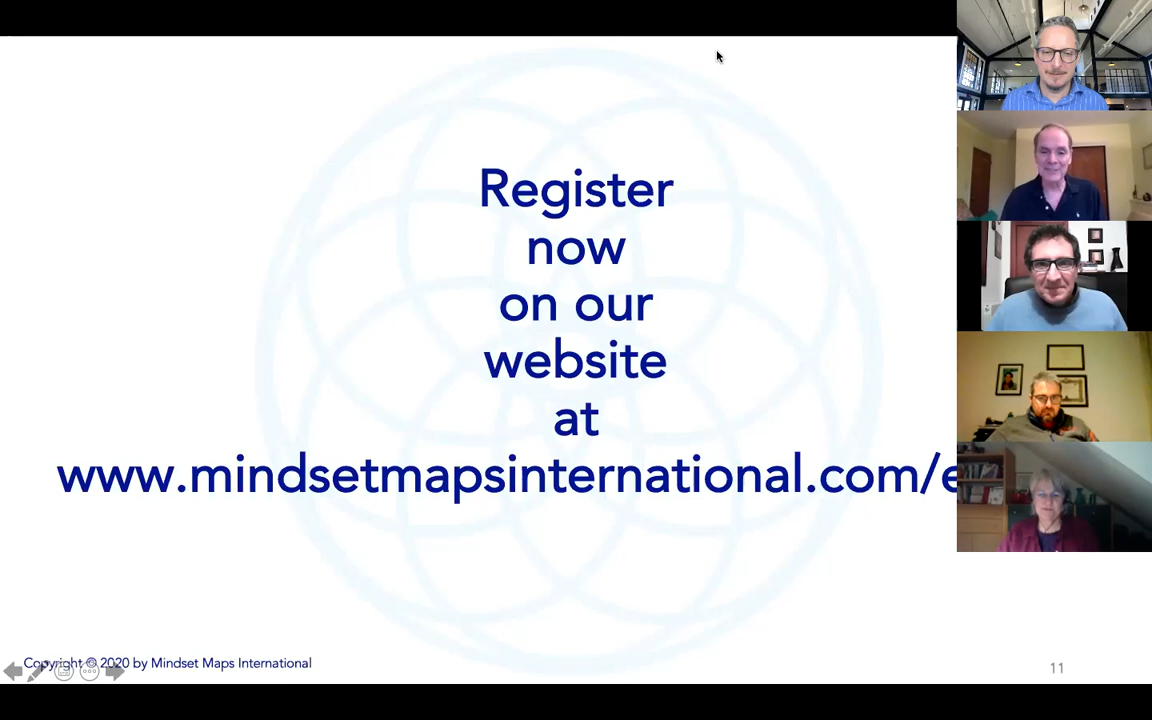 Register
now
on our
website
at
www.mindsetmapsinternational.com/e
Copyright © 2020 by Mindset Maps International
11